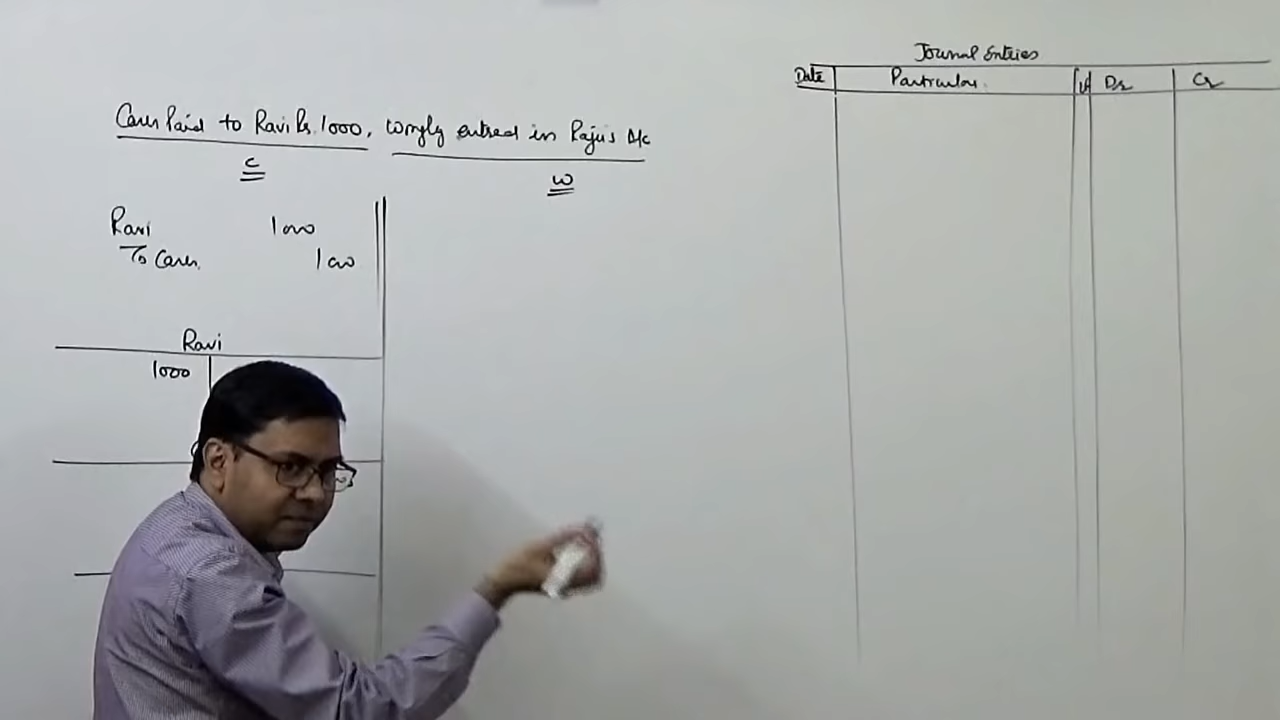 Journal Entries
Date Particulars Lf Dr Cr
Cash Paid to Ravi Rs. 1000, wrongly entered in Raju's A/c
C
W
Ravi 1000
To Cash 1000
Ravi
1000